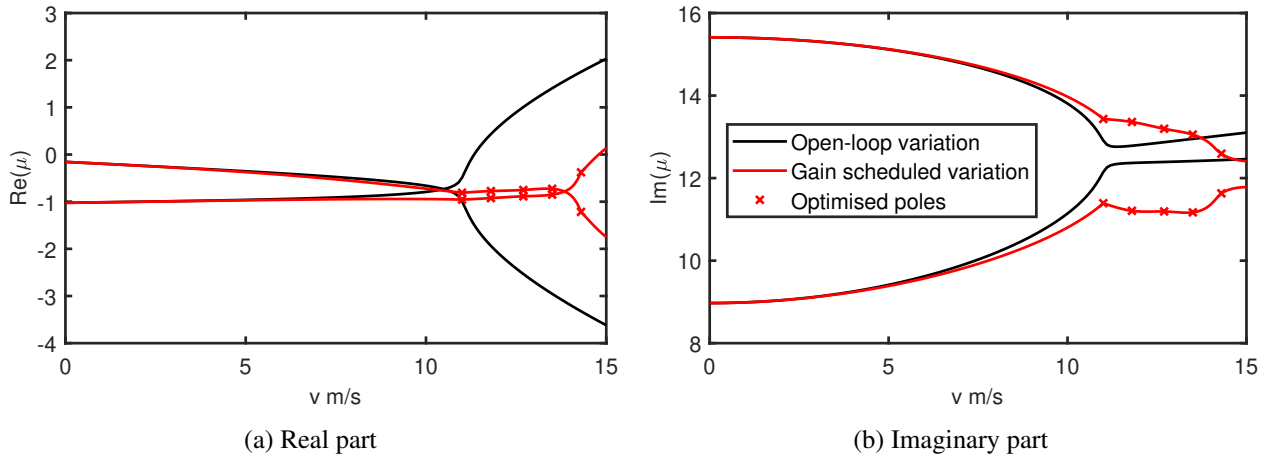 3
2
1
0
-1
-2
-3
-4
Re(μ)
0
5
10
15
v m/s
(a) Real part
16
14
12
10
8
Im(μ)
Open-loop variation
Gain scheduled variation
Optimised poles
0
5
10
15
v m/s
(b) Imaginary part